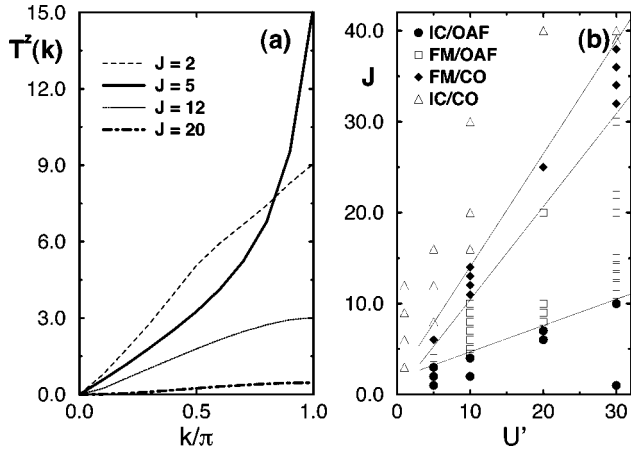 15.0
T^z(k)
(a)
J = 2
J = 5
J = 12
J = 20
12.0
9.0
6.0
3.0
0.0
0.0
0.5
1.0
k/π
40.0
J
30.0
20.0
10.0
0.0
(b)
IC/OAF
FM/OAF
FM/CO
IC/CO
0
10
20
30
U'